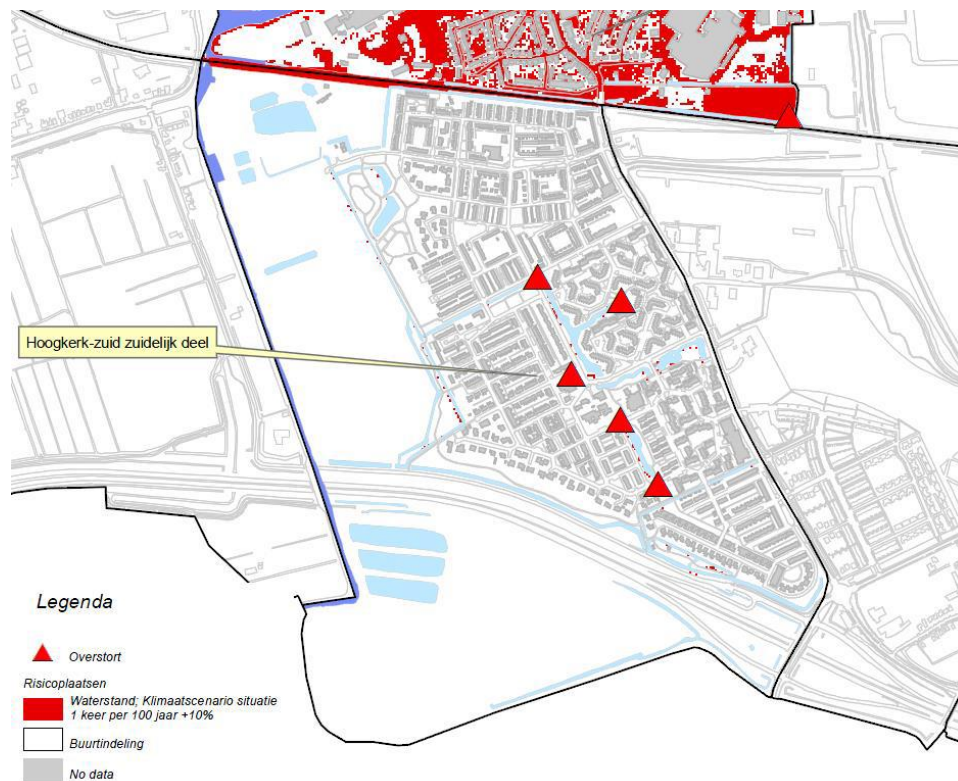 Hoogkerk-zuid zuidelijk deel
Legenda
Overstort
Risicoplaatsen
Waterstand; Klimaatscenario situatie
1 keer per 100 jaar +10%
Buurtindeling
No data